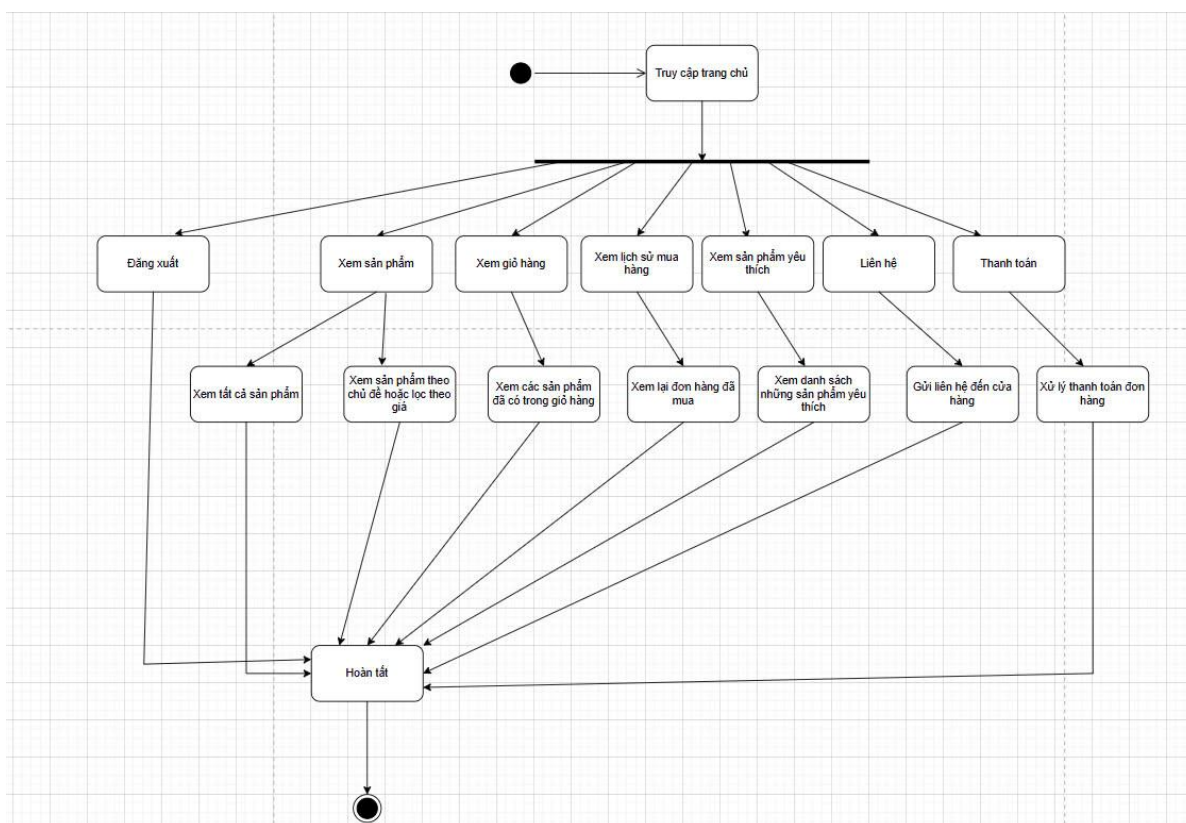 Truy cập trang chủ
Đăng xuất
Xem sản phẩm
Xem giỏ hàng
Xem lịch sử mua
hàng
Xem sản phẩm yêu
thích
Liên hệ
Thanh toán
Xem tất cả sản phẩm
Xem sản phẩm theo
chủ đề hoặc lọc theo
giá
Xem các sản phẩm
đã có trong giỏ hàng
Xem lại đơn hàng đã
mua
Xem danh sách
những sản phẩm yêu
thích
Gửi liên hệ đến cửa
hàng
Xử lý thanh toán đơn
hàng
Hoàn tất